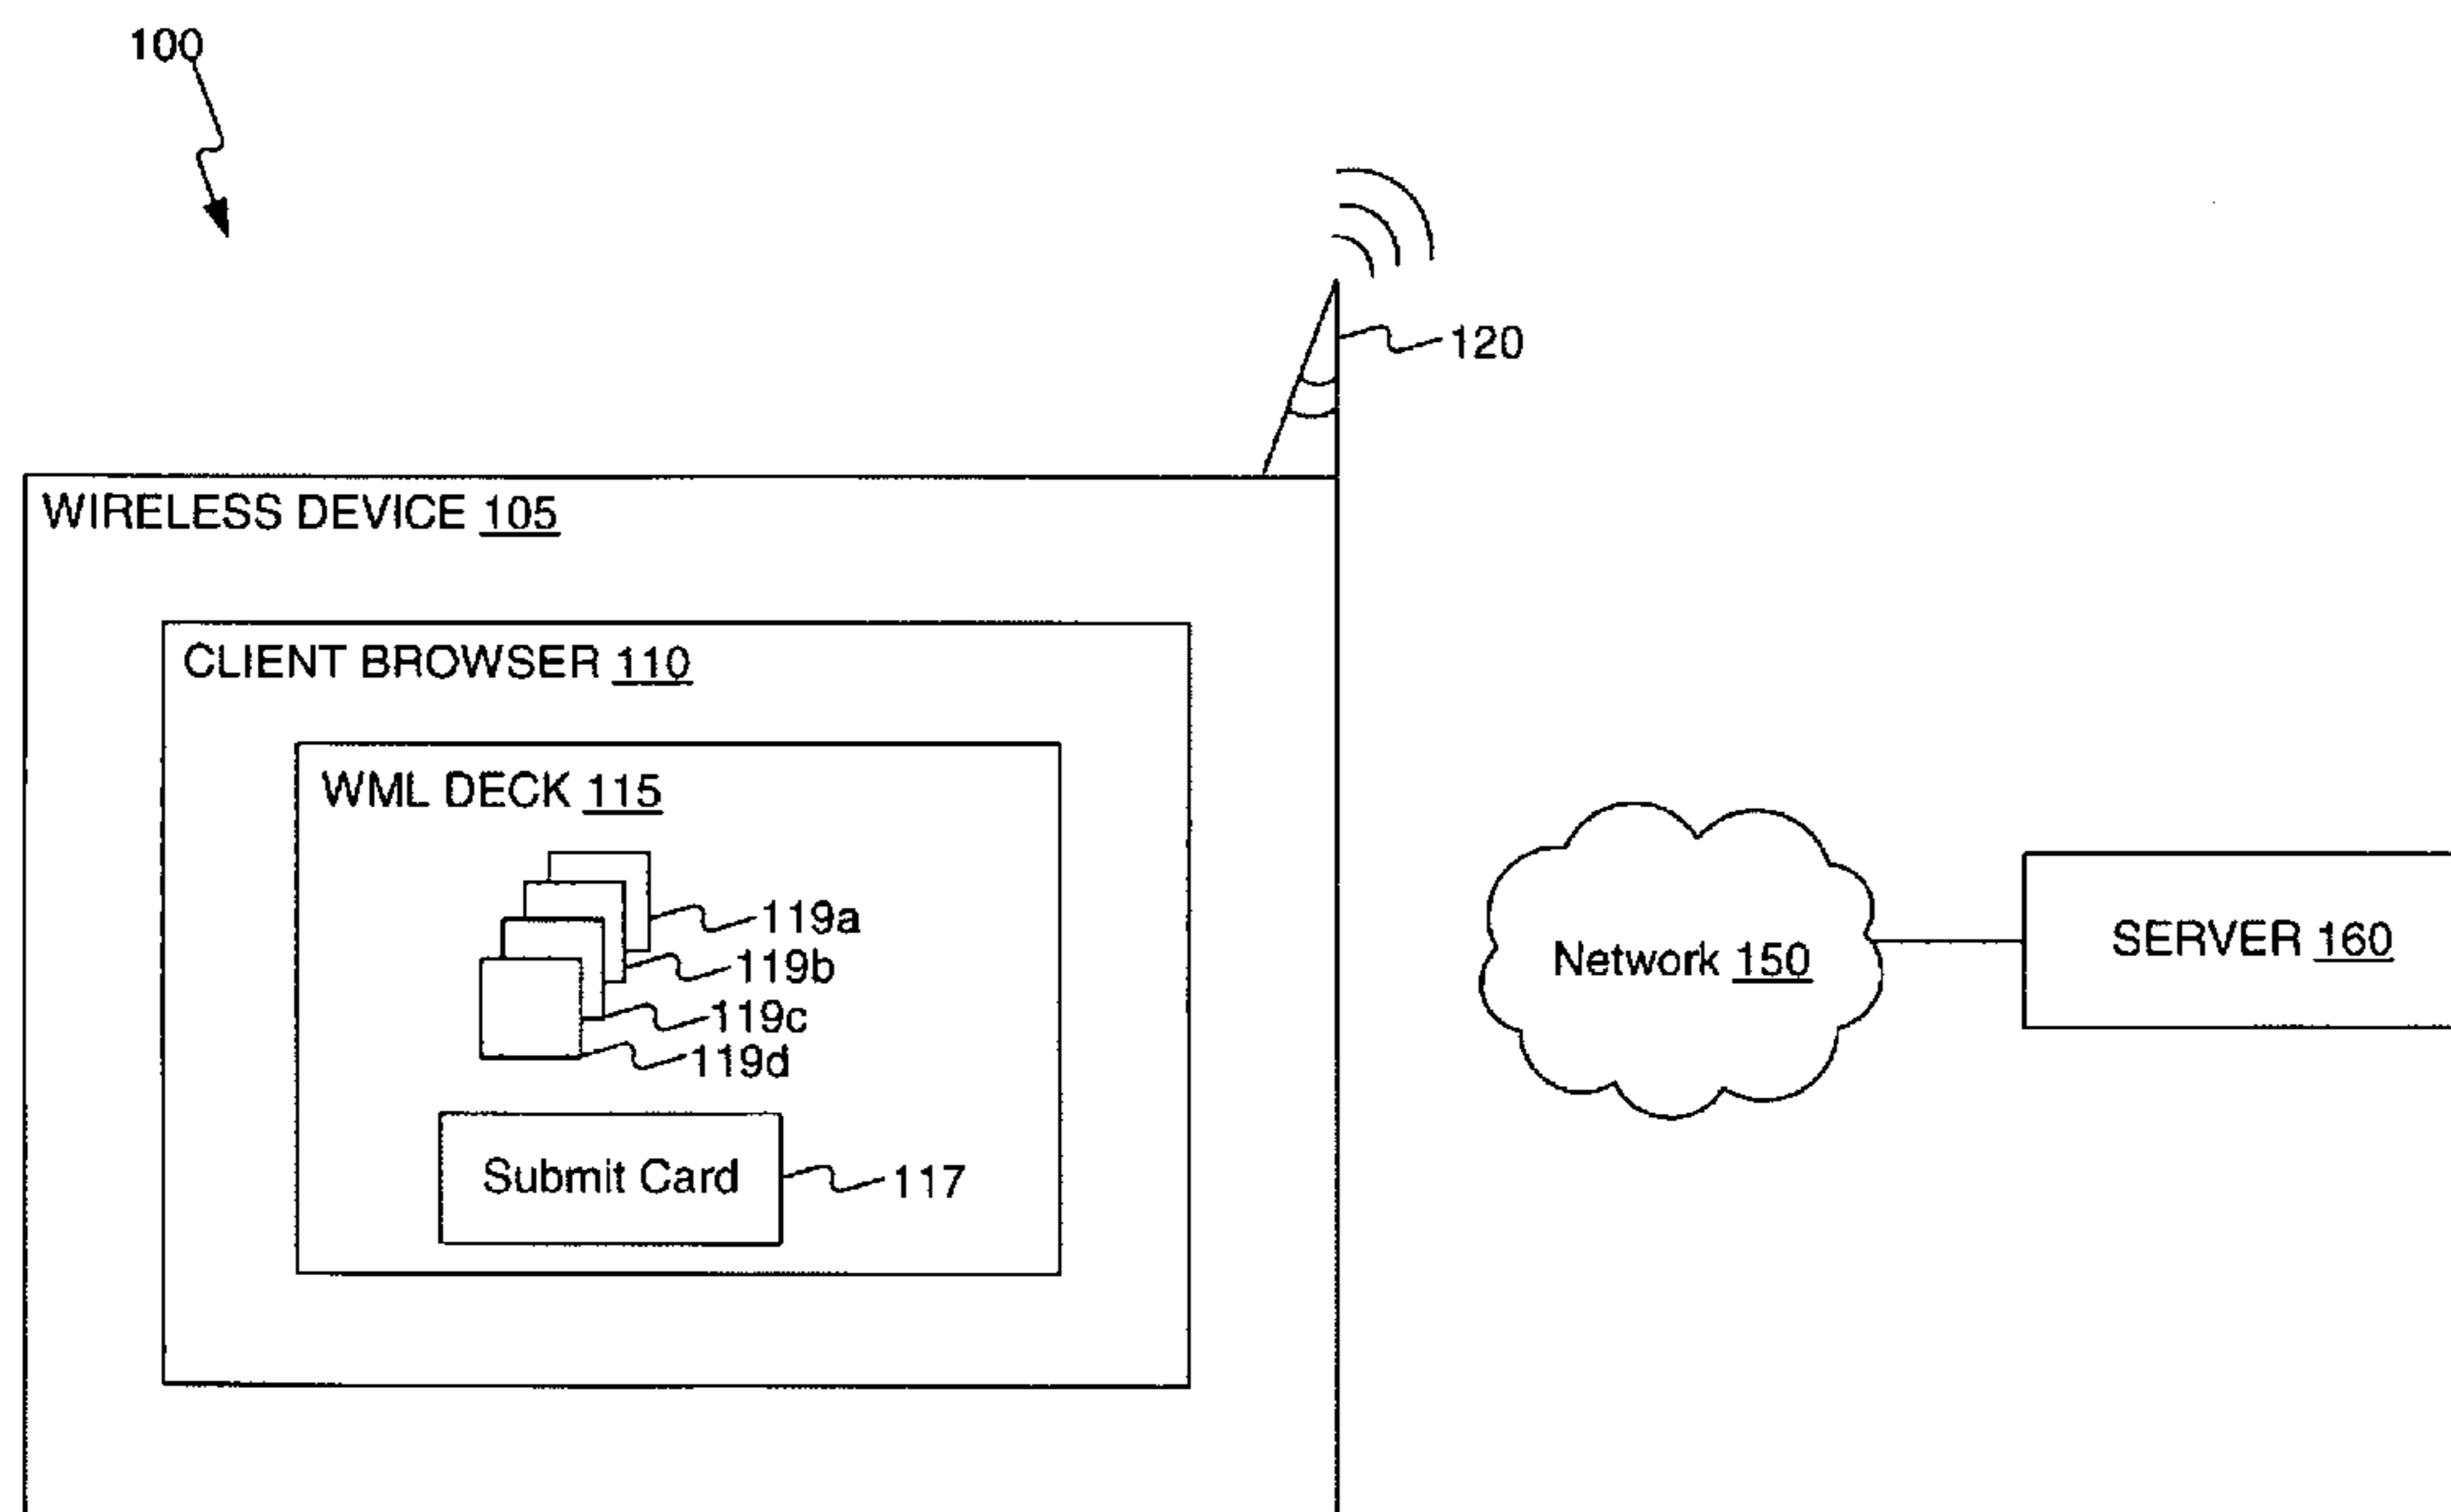 100
120
WIRELESS DEVICE 105
CLIENT BROWSER 110
WML DECK 115
119a
119b
119c
119d
Submit Card
117
Network 150
SERVER 160